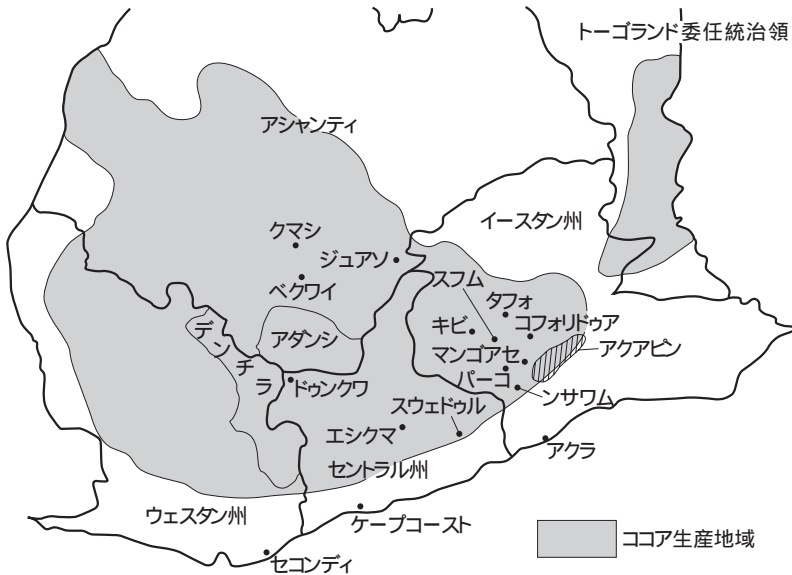 トーゴランド委任統治領
アシャンティ
イースタン州
クマシ
ジュアソ
スフム
ベクワイ
タフォ
キビ
コフォリドゥア
デンチラ
アダンシ
マンゴアセ
アクアピン
パーコ
ドゥンクワ
ンサワム
スウェドゥル
エシクマ
アクラ
セントラル州
ウェスタン州
ケープコースト
ココア生産地域
セコンディ